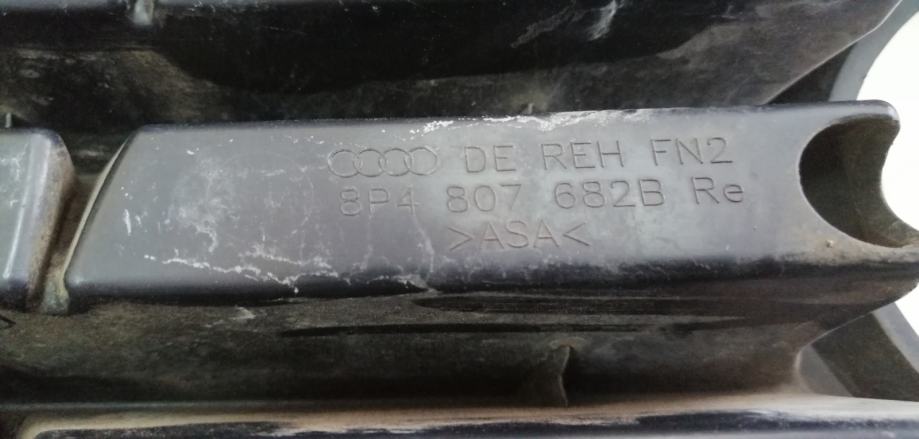 DE REH FN2
8P4 807 682B Re
>ASA<